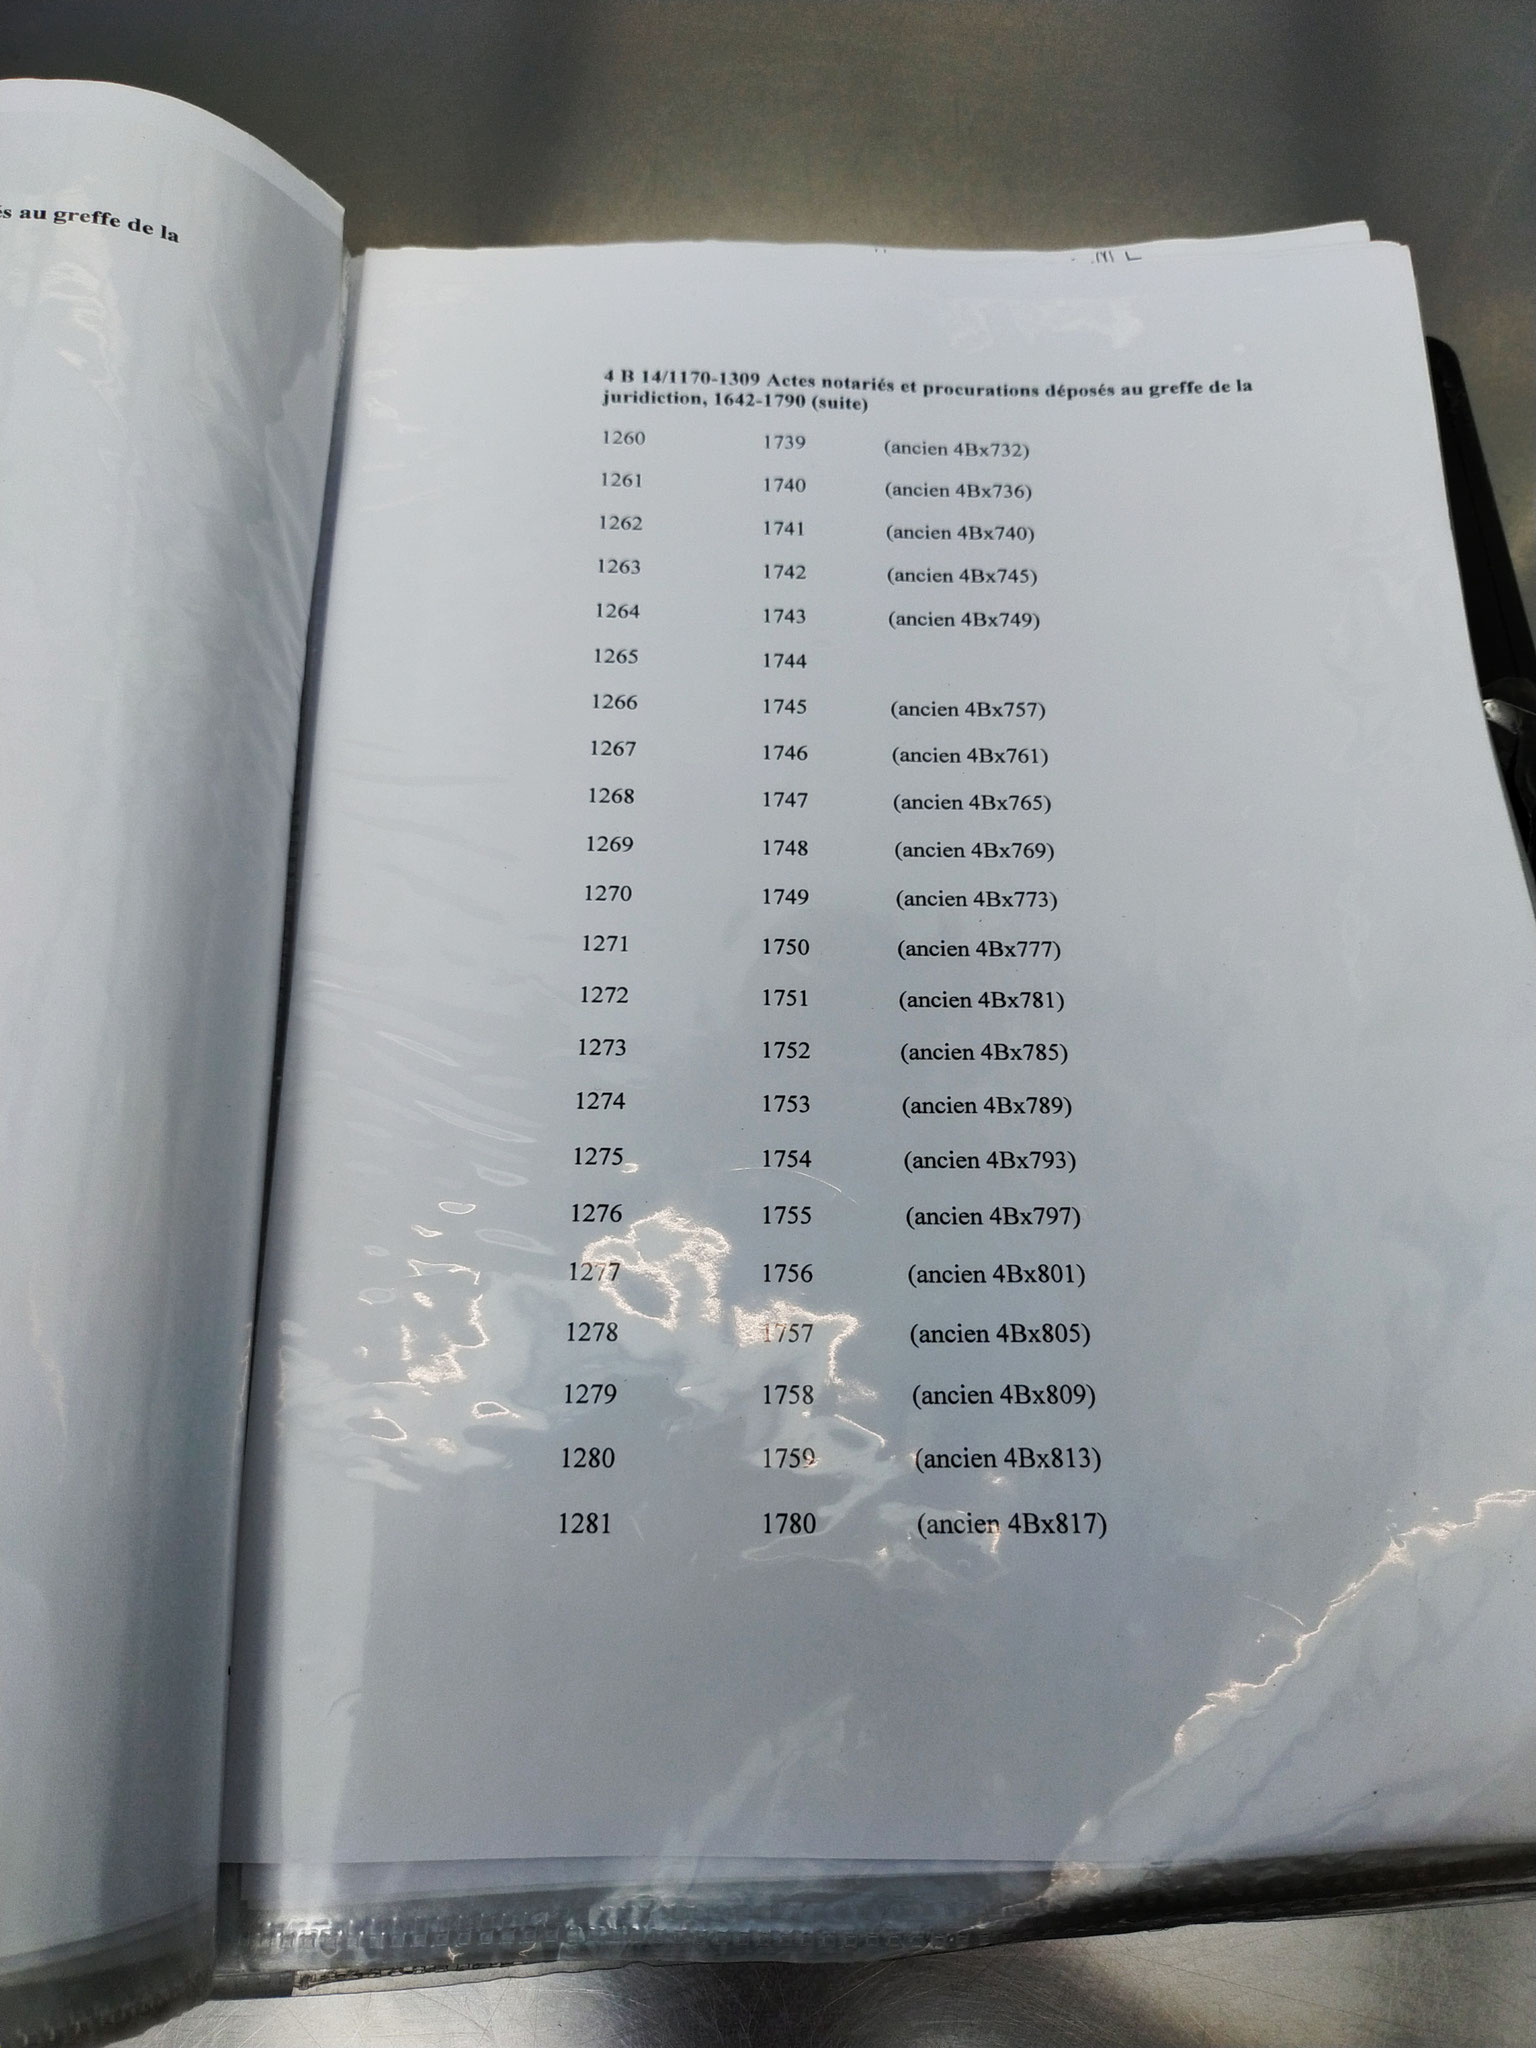 és au greffe de la
4 B 14/1170-1309 Actes notariés et procurations déposés au greffe de la
juridiction, 1642-1790 (suite)
1260 1739 (ancien 4Bx732)
1261 1740 (ancien 4Bx736)
1262 1741 (ancien 4Bx740)
1263 1742 (ancien 4Bx745)
1264 1743 (ancien 4Bx749)
1265 1744
1266 1745 (ancien 4Bx757)
1267 1746 (ancien 4Bx761)
1268 1747 (ancien 4Bx765)
1269 1748 (ancien 4Bx769)
1270 1749 (ancien 4Bx773)
1271 1750 (ancien 4Bx777)
1272 1751 (ancien 4Bx781)
1273 1752 (ancien 4Bx785)
1274 1753 (ancien 4Bx789)
1275 1754 (ancien 4Bx793)
1276 1755 (ancien 4Bx797)
1277 1756 (ancien 4Bx801)
1278 1757 (ancien 4Bx805)
1279 1758 (ancien 4Bx809)
1280 1759 (ancien 4Bx813)
1281 1780 (ancien 4Bx817)